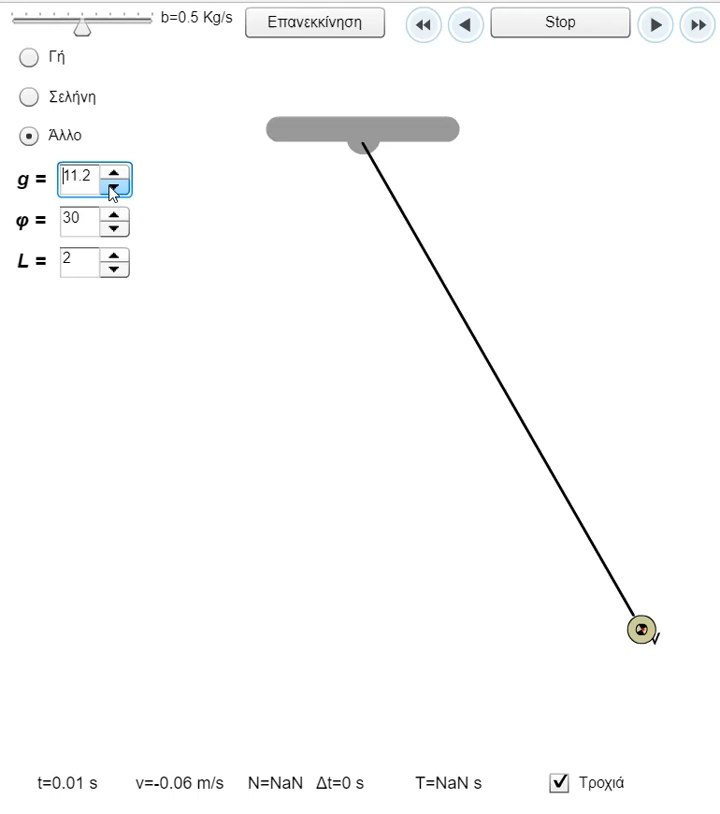 b=0.5 Kg/s Επανεκκίνηση Stop
Γή
Σελήνη
Άλλο
g = 11.2
φ = 30
L = 2
v
t=0.01 s v=-0.06 m/s N=NaN Δt=0 s T=NaN s Τροχιά